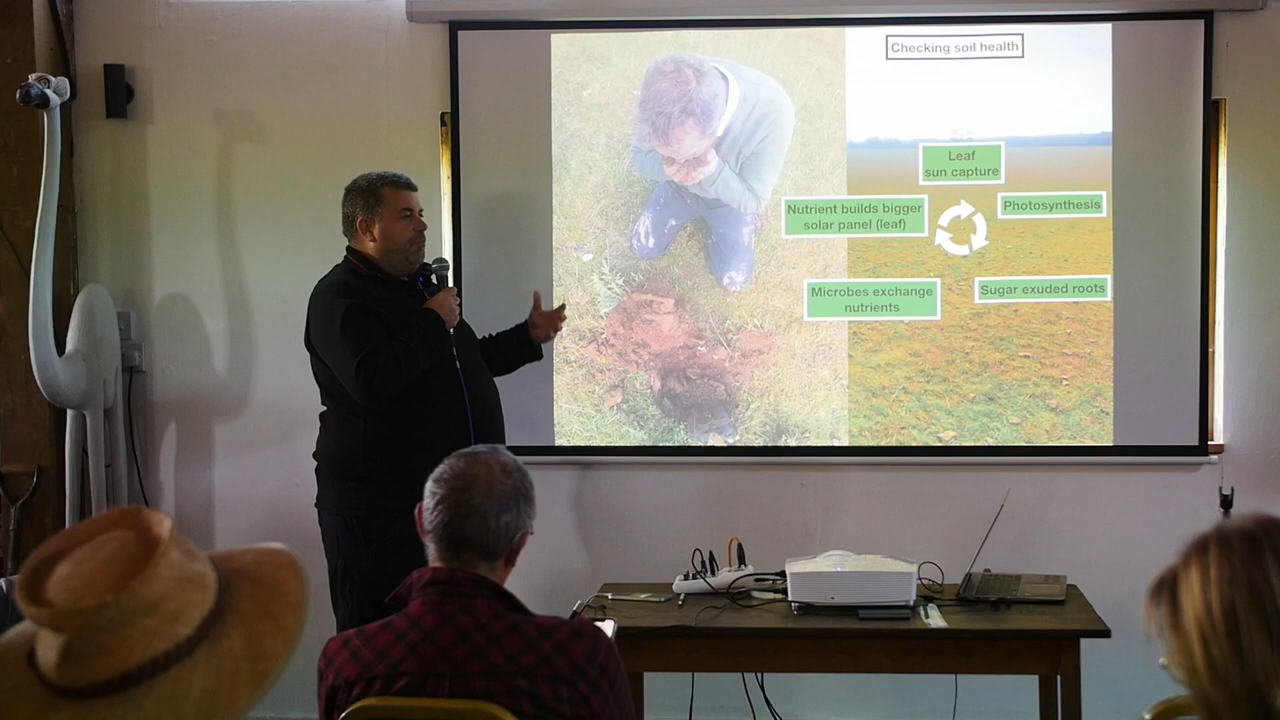 Checking soil health
Leaf
sun capture
Photosynthesis
Nutrient builds bigger
solar panel (leaf)
Sugar exuded roots
Microbes exchange
nutrients